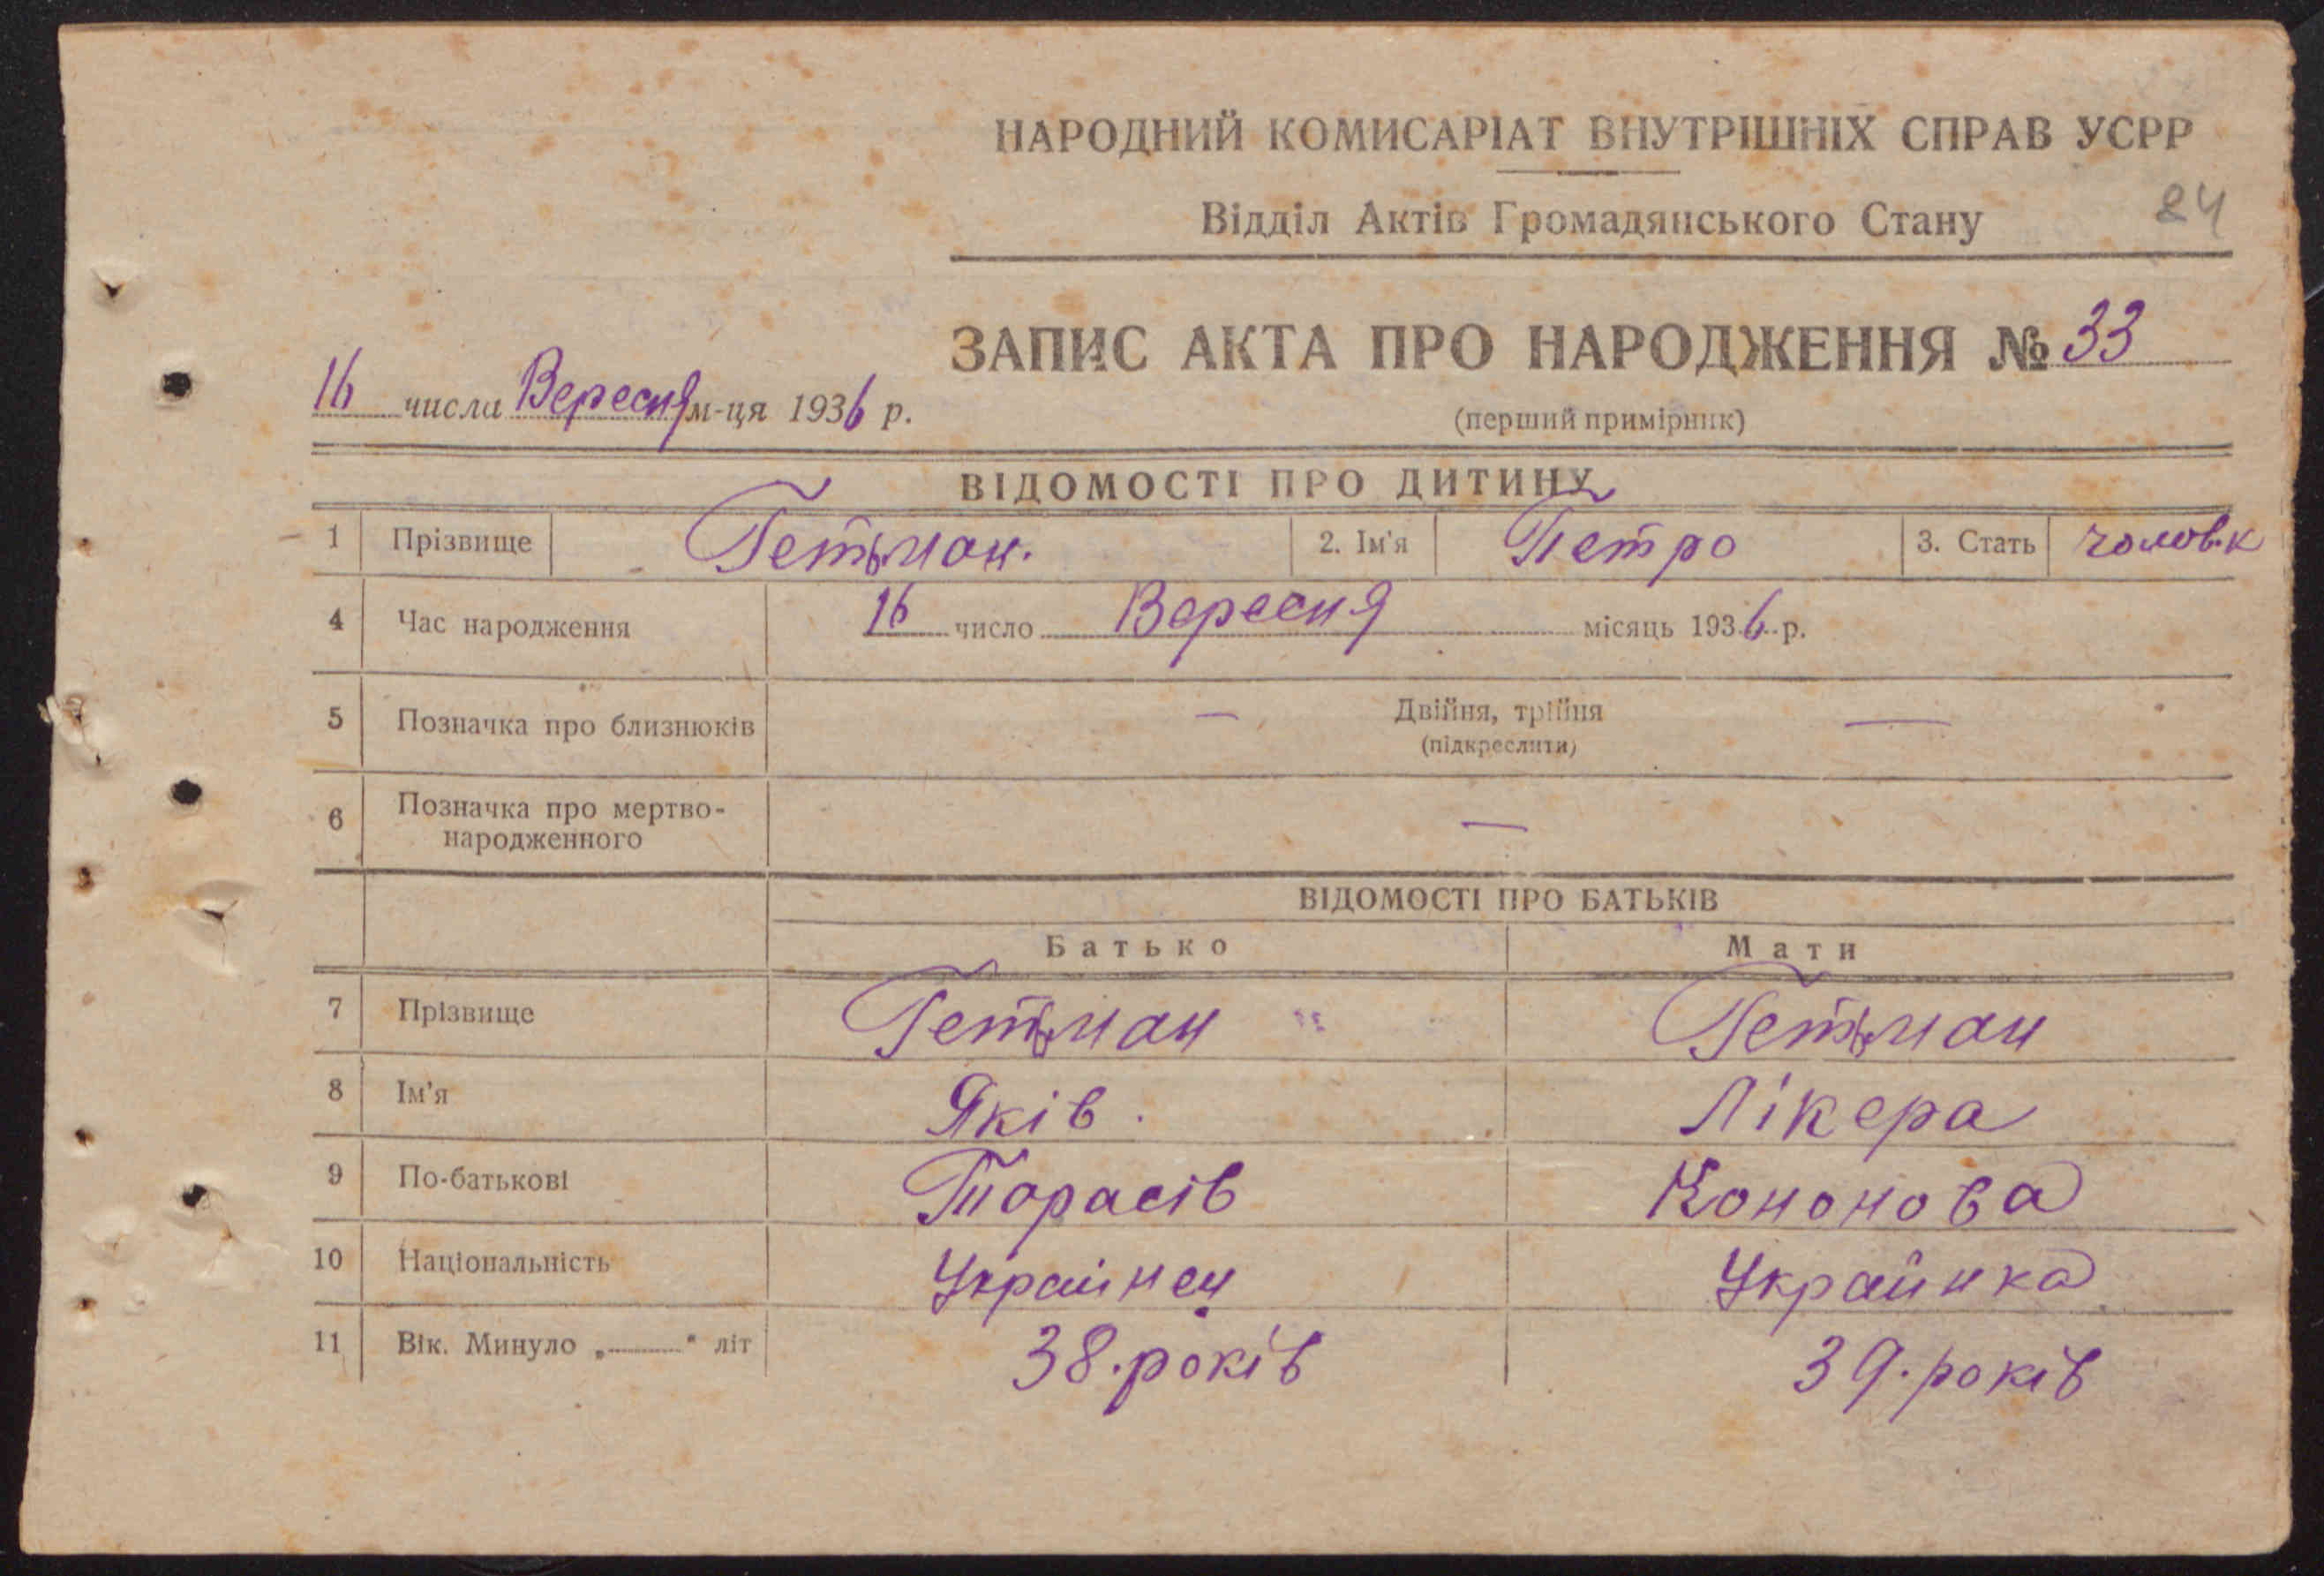 НАРОДНИЙ КОМИСАРІАТ ВНУТРІШНІХ СПРАВ УСРР
Відділ Актів Громадянського Стану
84
ЗАПИС АКТА ПРО НАРОДЖЕННЯ № 33
16 числа Вересня м-ця 1936 р.
(перший примірник)
ВІДОМОСТІ ПРО ДИТИНУ
1 Прізвище Гетьман. 2. Ім'я Петро 3. Стать чолов.к
4 Час народження 16 число Вересня місяць 1936 р.
5 Позначка про близнюків — Двійня, трійня —
(підкреслити)
6 Позначка про мертво-
народженного —
ВІДОМОСТІ ПРО БАТЬКІВ
Батько Мати
7 Прізвище Гетьман Гетьман
8 Ім'я Яків. Лікера
9 По-батькові Тарасів Кононова
10 Національність Українец Українка
11 Вік. Минуло „ " літ 38. років 39. років